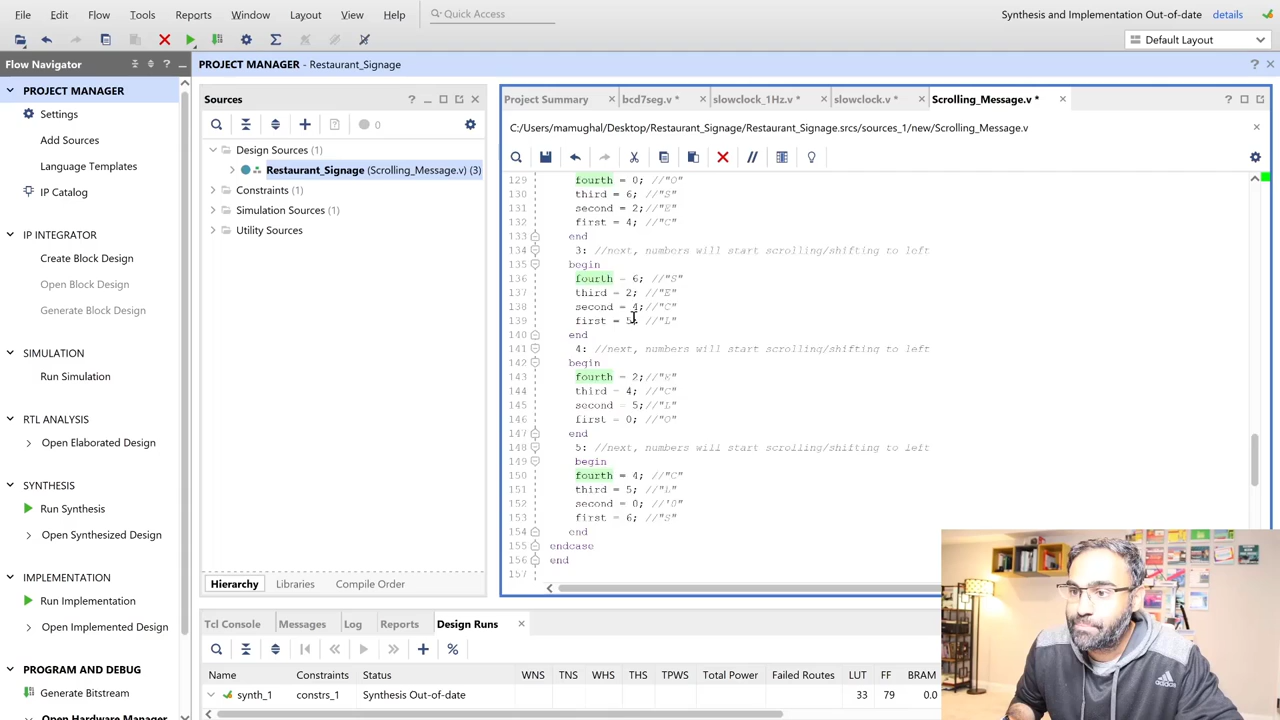 File Edit Flow Tools Reports Window Layout View Help Quick Access Synthesis and Implementation Out-of-date details
Default Layout
Flow Navigator
PROJECT MANAGER - Restaurant_Signage
PROJECT MANAGER
Settings
Add Sources
Language Templates
IP Catalog
IP INTEGRATOR
Create Block Design
Open Block Design
Generate Block Design
SIMULATION
Run Simulation
RTL ANALYSIS
Open Elaborated Design
SYNTHESIS
Run Synthesis
Open Synthesized Design
IMPLEMENTATION
Run Implementation
Open Implemented Design
PROGRAM AND DEBUG
Generate Bitstream
Open Hardware Manager
Sources
0
Design Sources (1)
Restaurant_Signage (Scrolling_Message.v) (3)
Constraints (1)
Simulation Sources (1)
Utility Sources
Hierarchy Libraries Compile Order
Project Summary bcd7seg.v * slowclock_1Hz.v * slowclock.v * Scrolling_Message.v *
C:/Users/mamughal/Desktop/Restaurant_Signage/Restaurant_Signage.srcs/sources_1/new/Scrolling_Message.v
129 fourth = 0; //"O"
130 third = 6; //"S"
131 second = 2;//"E"
132 first = 4; //"C"
133 end
134 3: //next, numbers will start scrolling/shifting to left
135 begin
136 fourth = 6; //"S"
137 third = 2; //"E"
138 second = 4;//"C"
139 first = 5; //"L"
140 end
141 4: //next, numbers will start scrolling/shifting to left
142 begin
143 fourth = 2;//"E"
144 third = 4; //"C"
145 second = 5;//"L"
146 first = 0; //"O"
147 end
148 5: //next, numbers will start scrolling/shifting to left
149 begin
150 fourth = 4; //"C"
151 third = 5; //"L"
152 second = 0; //'O"
153 first = 6; //"S"
154 end
155 endcase
156 end
157
Tcl Console Messages Log Reports Design Runs
Name Constraints Status WNS TNS WHS THS TPWS Total Power Failed Routes LUT FF BRAM
synth_1 constrs_1 Synthesis Out-of-date 33 79 0.0
adidas